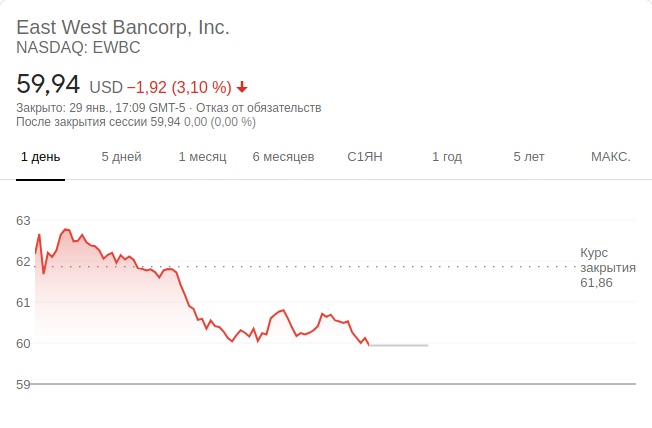 East West Bancorp, Inc.
NASDAQ: EWBC
59,94 USD −1,92 (3,10 %)
Закрыто: 29 янв., 17:09 GMT-5 · Отказ от обязательств
После закрытия сессии 59,94 0,00 (0,00 %)
1 день 5 дней 1 месяц 6 месяцев С1ЯН 1 год 5 лет МАКС.
63
62
61
60
59
Курс
закрытия
61,86